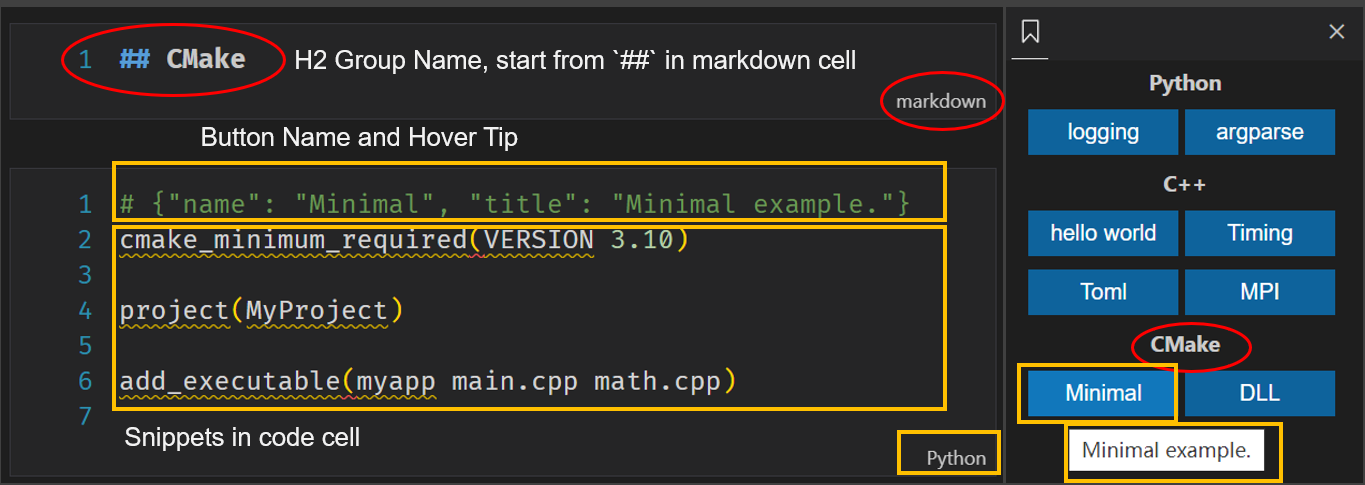 1 ## CMake H2 Group Name, start from `##` in markdown cell
markdown
Button Name and Hover Tip
1 # {"name": "Minimal", "title": "Minimal example."}
2 cmake_minimum_required(VERSION 3.10)
3
4 project(MyProject)
5
6 add_executable(myapp main.cpp math.cpp)
7
Snippets in code cell
Python
Python
logging argparse
C++
hello world Timing
Toml MPI
CMake
Minimal DLL
Minimal example.